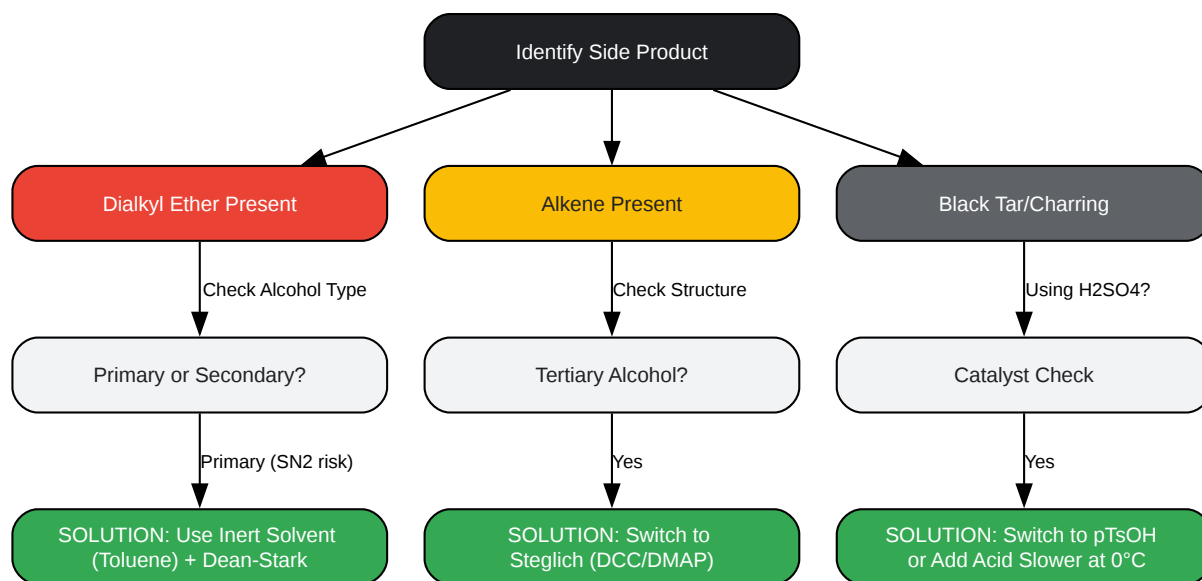 Identify Side Product
Dialkyl Ether Present
Alkene Present
Black Tar/Charring
Check Alcohol Type
Check Structure
Using H2SO4?
Primary or Secondary?
Tertiary Alcohol?
Catalyst Check
Primary (SN2 risk)
Yes
Yes
SOLUTION: Use Inert Solvent
(Toluene) + Dean-Stark
SOLUTION: Switch to
Steglich (DCC/DMAP)
SOLUTION: Switch to pTsOH
or Add Acid Slower at 0°C